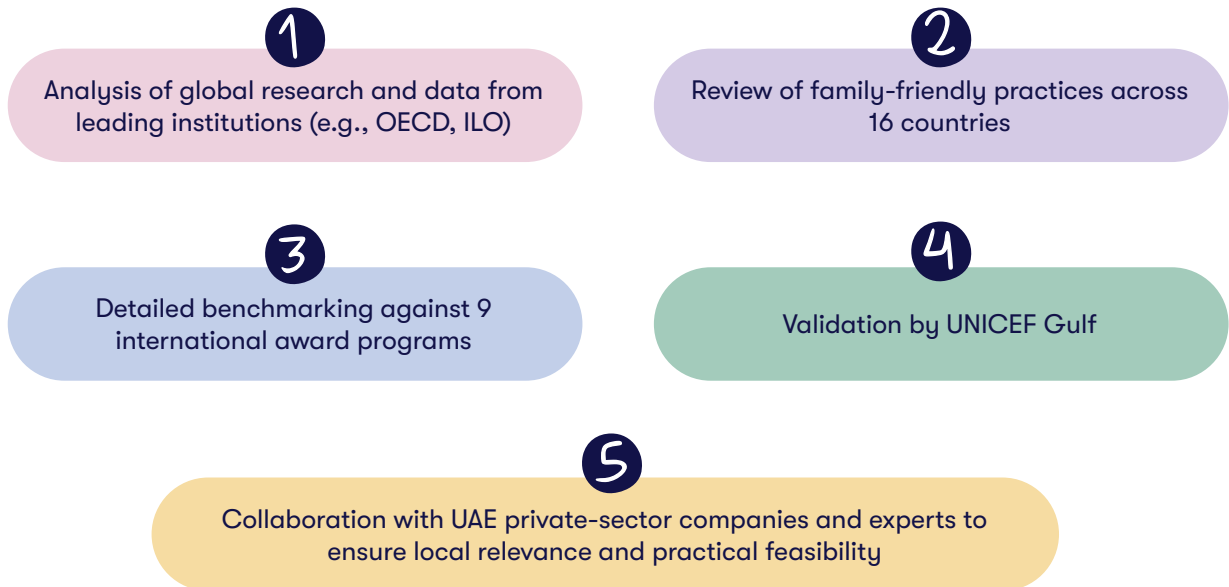 1
Analysis of global research and data from
leading institutions (e.g., OECD, ILO)
2
Review of family-friendly practices across
16 countries
3
Detailed benchmarking against 9
international award programs
4
Validation by UNICEF Gulf
5
Collaboration with UAE private-sector companies and experts to
ensure local relevance and practical feasibility